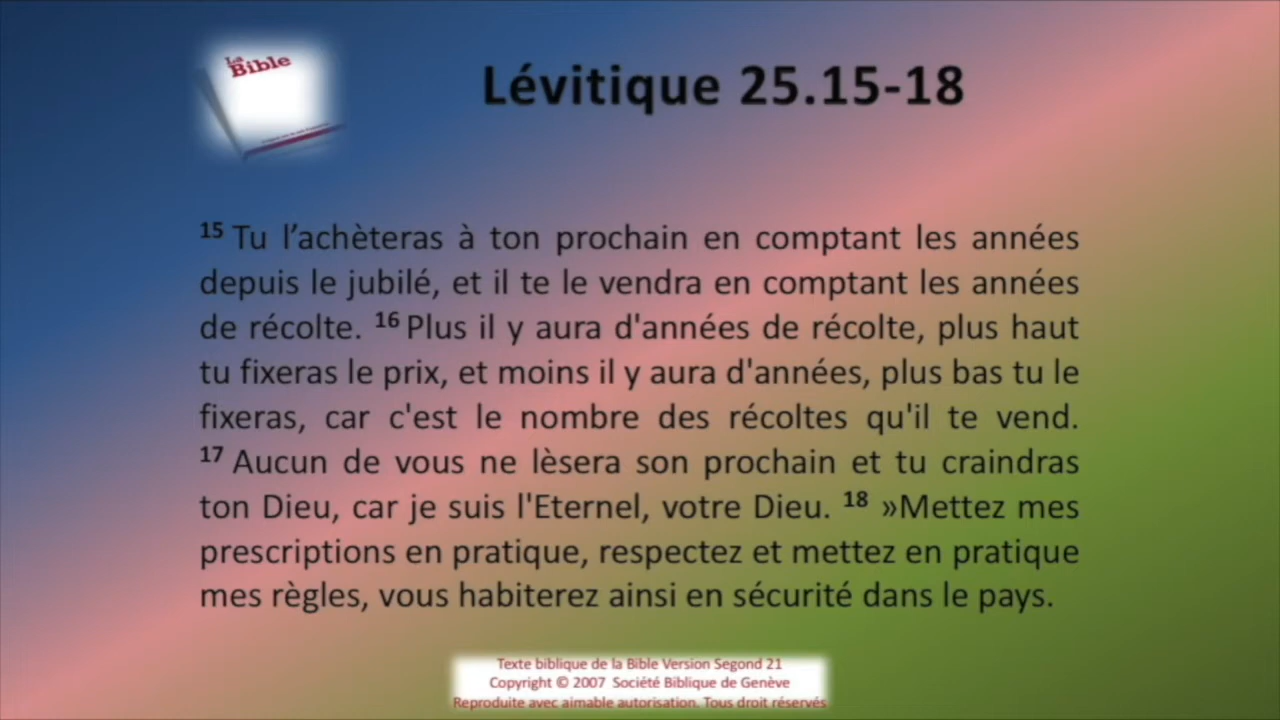 La
Bible
Lévitique 25.15-18
15 Tu l’achèteras à ton prochain en comptant les années
depuis le jubilé, et il te le vendra en comptant les années
de récolte. 16 Plus il y aura d'années de récolte, plus haut
tu fixeras le prix, et moins il y aura d'années, plus bas tu le
fixeras, car c'est le nombre des récoltes qu'il te vend.
17 Aucun de vous ne lèsera son prochain et tu craindras
ton Dieu, car je suis l'Eternel, votre Dieu. 18 »Mettez mes
prescriptions en pratique, respectez et mettez en pratique
mes règles, vous habiterez ainsi en sécurité dans le pays.
Texte biblique de la Bible Version Segond 21
Copyright © 2007 Société Biblique de Genève
Reproduite avec aimable autorisation. Tous droit réservés